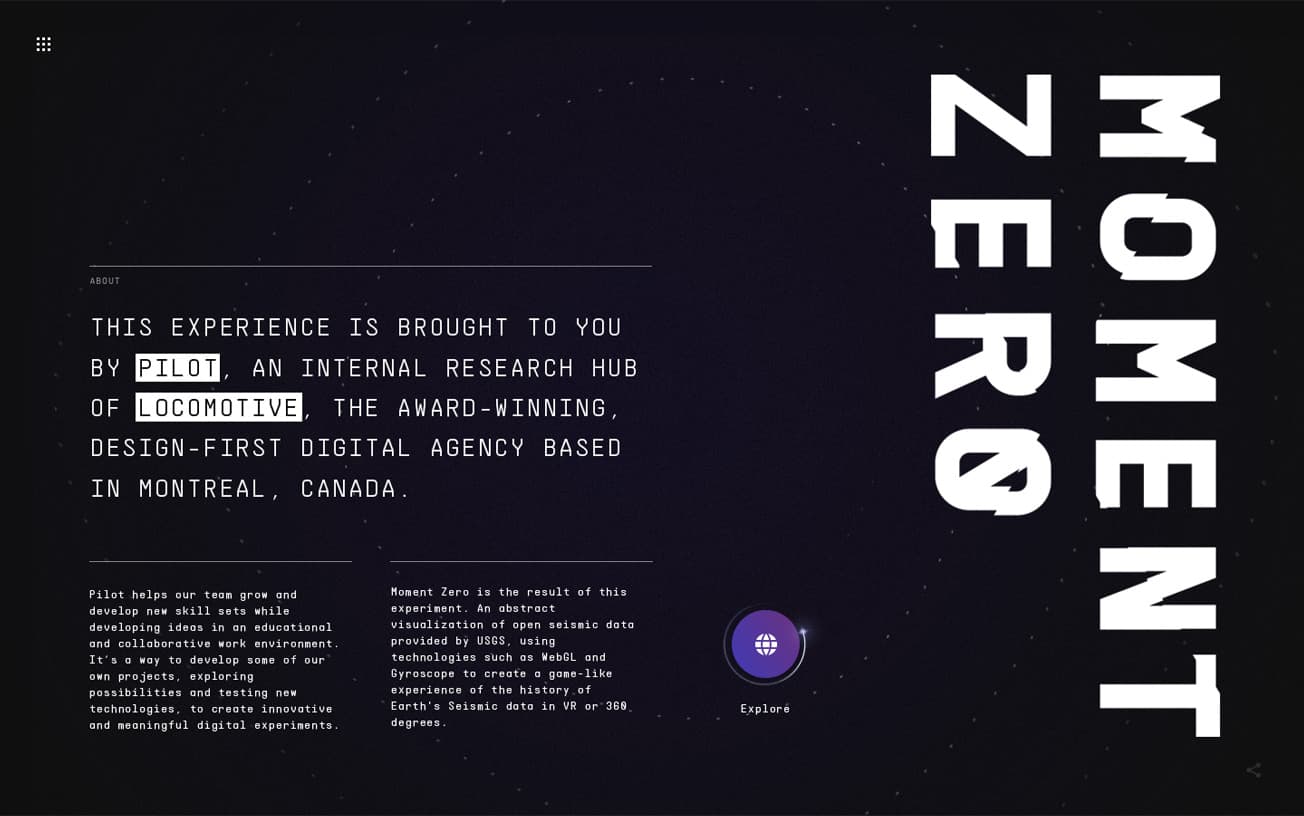 ABOUT
THIS EXPERIENCE IS BROUGHT TO YOU
BY PILOT, AN INTERNAL RESEARCH HUB
OF LOCOMOTIVE, THE AWARD-WINNING,
DESIGN-FIRST DIGITAL AGENCY BASED
IN MONTREAL, CANADA.
Pilot helps our team grow and
develop new skill sets while
developing ideas in an educational
and collaborative work environment.
It's a way to develop some of our
own projects, exploring
possibilities and testing new
technologies, to create innovative
and meaningful digital experiments.
Moment Zero is the result of this
experiment. An abstract
visualization of open seismic data
provided by USGS, using
technologies such as WebGL and
Gyroscope to create a game-like
experience of the history of
Earth's Seismic data in VR or 360
degrees.
Explore
MOMENT
ZERO